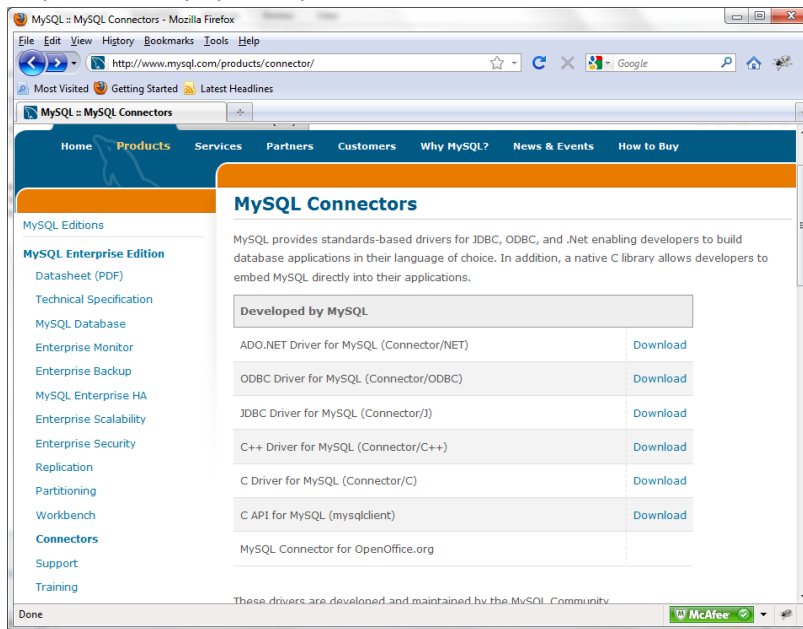 MySQL :: MySQL Connectors - Mozilla Firefox
File Edit View History Bookmarks Tools Help
http://www.mysql.com/products/connector/
Google
Most Visited Getting Started Latest Headlines
MySQL :: MySQL Connectors
Home Products Services Partners Customers Why MySQL? News & Events How to Buy
MySQL Editions
MySQL Enterprise Edition
Datasheet (PDF)
Technical Specification
MySQL Database
Enterprise Monitor
Enterprise Backup
MySQL Enterprise HA
Enterprise Scalability
Enterprise Security
Replication
Partitioning
Workbench
Connectors
Support
Training
MySQL Connectors
MySQL provides standards-based drivers for JDBC, ODBC, and .Net enabling developers to build
database applications in their language of choice. In addition, a native C library allows developers to
embed MySQL directly into their applications.
Developed by MySQL
ADO.NET Driver for MySQL (Connector/NET) Download
ODBC Driver for MySQL (Connector/ODBC) Download
JDBC Driver for MySQL (Connector/J) Download
C++ Driver for MySQL (Connector/C++) Download
C Driver for MySQL (Connector/C) Download
C API for MySQL (mysqlclient) Download
MySQL Connector for OpenOffice.org
These drivers are developed and maintained by the MySQL Community
Done
McAfee